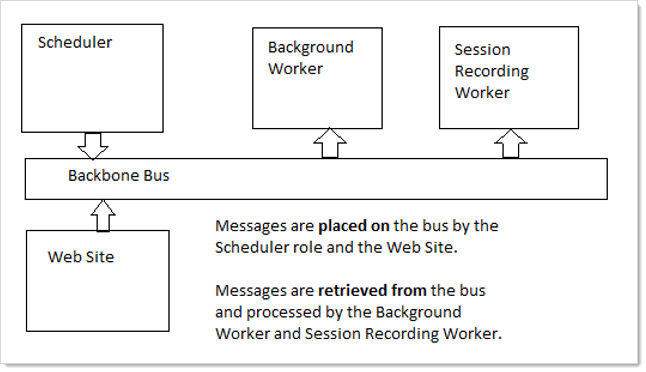 Scheduler
Background
Worker
Session
Recording
Worker
Backbone Bus
Web Site
Messages are placed on the bus by the
Scheduler role and the Web Site.
Messages are retrieved from the bus
and processed by the Background
Worker and Session Recording Worker.